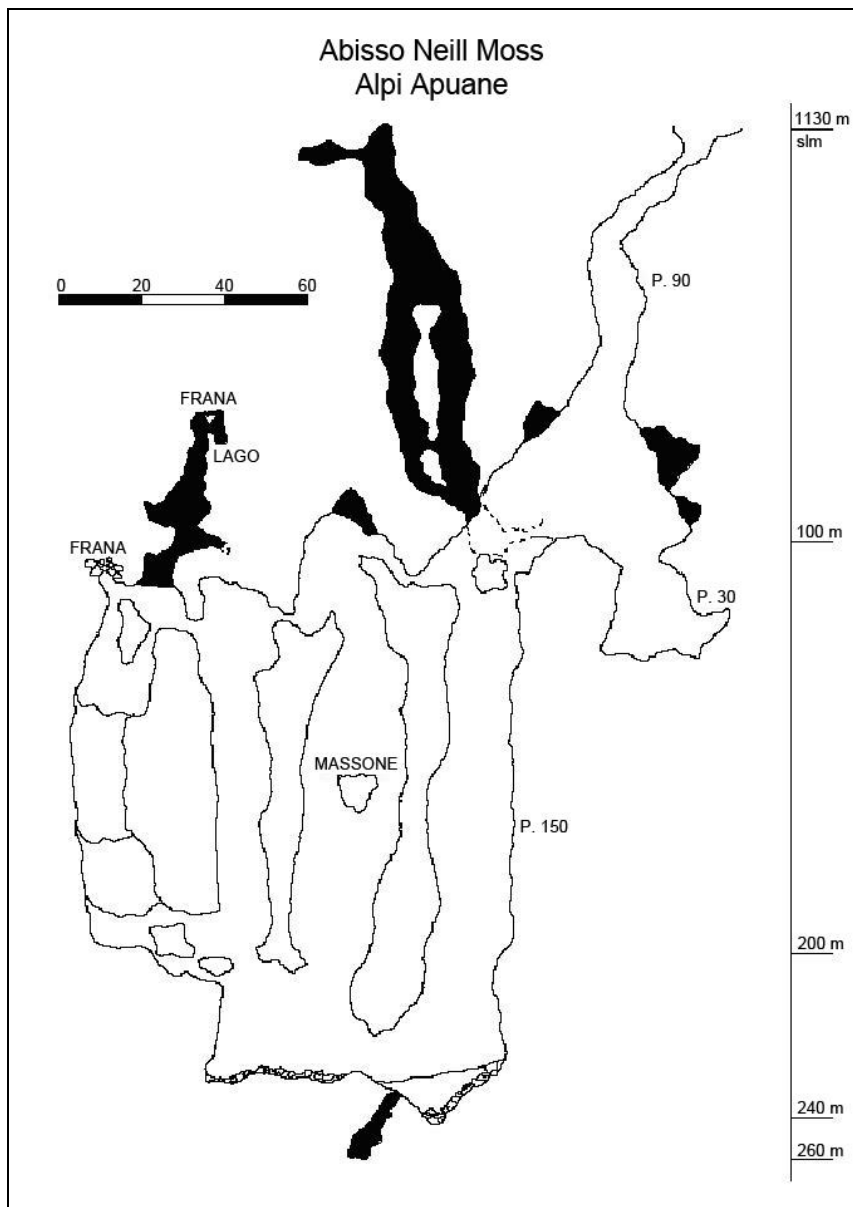 Abisso Neill Moss
Alpi Apuane
1130 m
slm
P. 90
0 20 40 60
FRANA
LAGO
FRANA
100 m
P. 30
MASSONE
P. 150
200 m
240 m
260 m